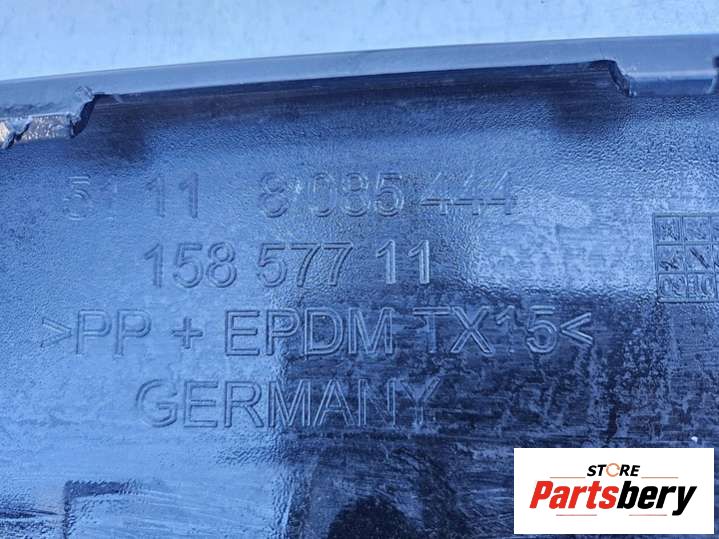 51 11 8 085 444
158 577 11
>PP + EPDM TX15<
GERMANY
STORE
Partsbery